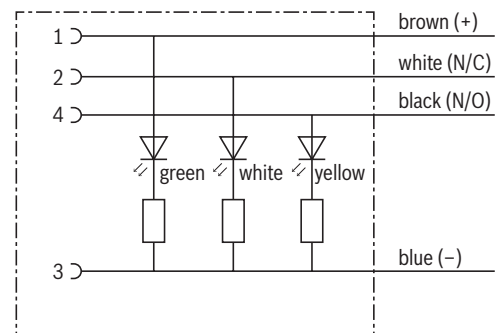 brown (+)
1
white (N/C)
2
black (N/O)
4
green white yellow
blue (−)
3